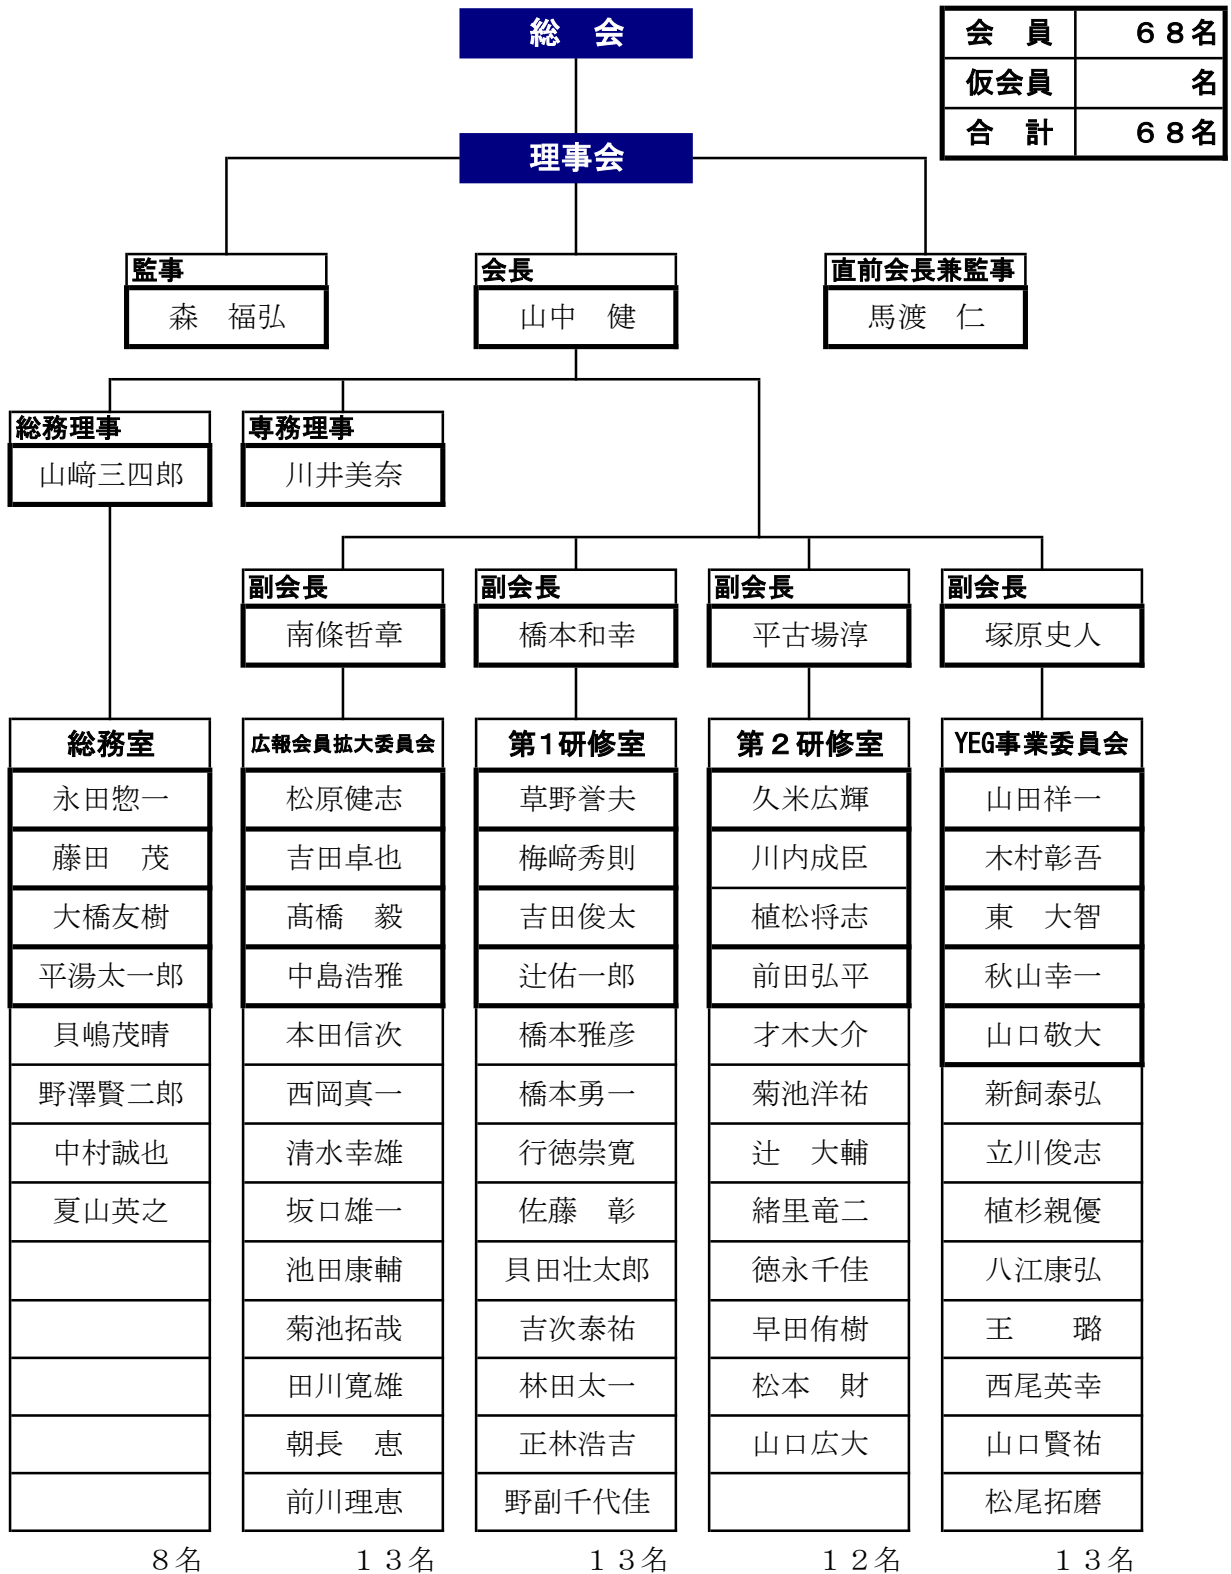 総　会
会　員　６８名
仮会員　名
合　計　６８名
理事会
監事
森　福弘
会長
山中　健
直前会長兼監事
馬渡　仁
総務理事
山﨑三四郎
専務理事
川井美奈
副会長
南條哲章
副会長
橋本和幸
副会長
平古場淳
副会長
塚原史人
総務室
永田惣一
藤田　茂
大橋友樹
平湯太一郎
貝嶋茂晴
野澤賢二郎
中村誠也
夏山英之
８名
広報会員拡大委員会
松原健志
吉田卓也
髙橋　毅
中島浩雅
本田信次
西岡真一
清水幸雄
坂口雄一
池田康輔
菊池拓哉
田川寛雄
朝長　恵
前川理恵
１３名
第1研修室
草野誉夫
梅﨑秀則
吉田俊太
辻佑一郎
橋本雅彦
橋本勇一
行徳崇寛
佐藤　彰
貝田壮太郎
吉次泰祐
林田太一
正林浩吉
野副千代佳
１３名
第２研修室
久米広輝
川内成臣
植松将志
前田弘平
才木大介
菊池洋祐
辻　大輔
緒里竜二
徳永千佳
早田侑樹
松本　財
山口広大
１２名
YEG事業委員会
山田祥一
木村彰吾
東　大智
秋山幸一
山口敬大
新飼泰弘
立川俊志
植杉親優
八江康弘
王　　璐
西尾英幸
山口賢祐
松尾拓磨
１３名